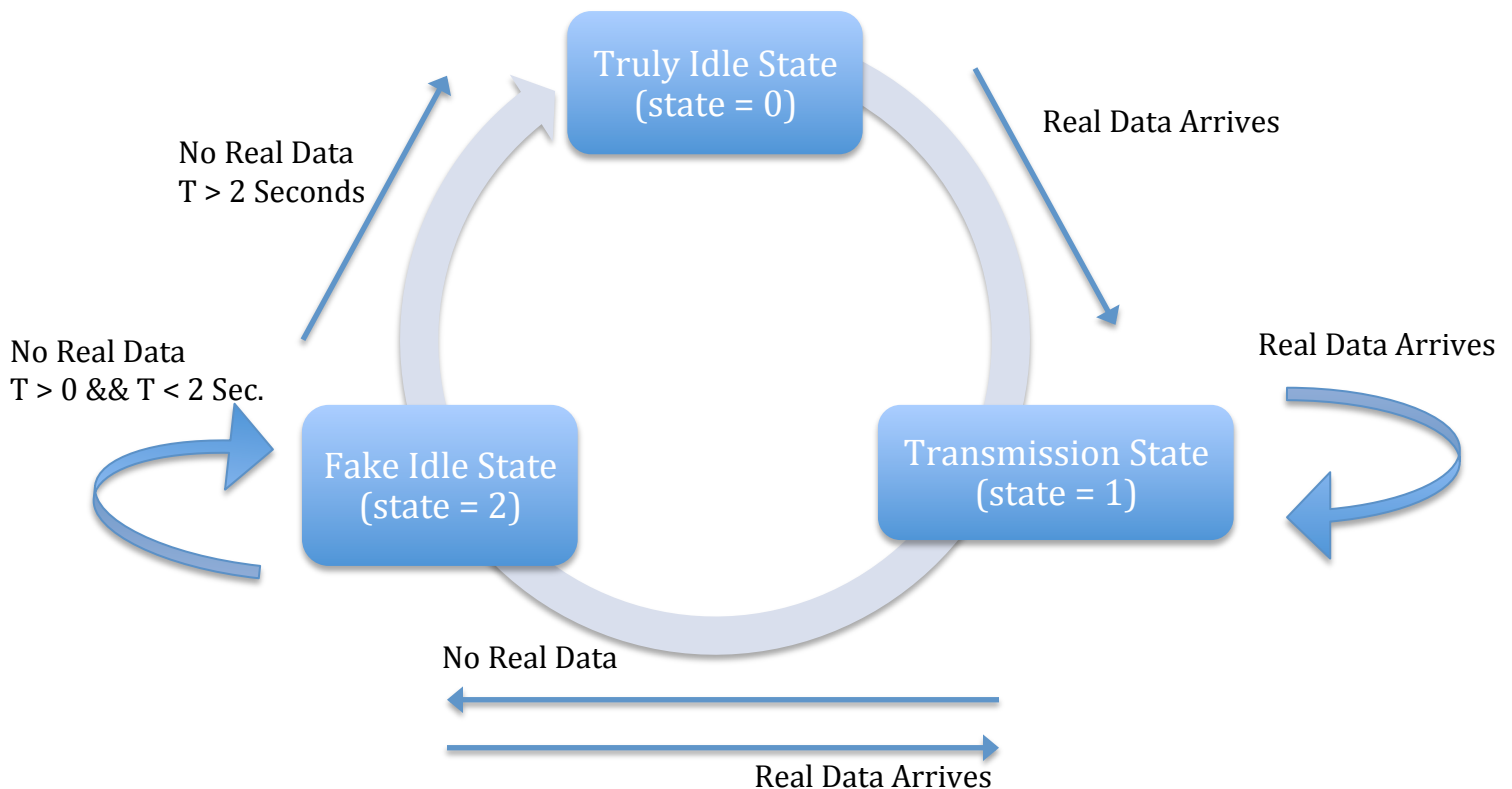 Truly Idle State
(state = 0)
Real Data Arrives
No Real Data
T > 2 Seconds
No Real Data
T > 0 && T < 2 Sec.
Real Data Arrives
Fake Idle State
(state = 2)
Transmission State
(state = 1)
No Real Data
Real Data Arrives